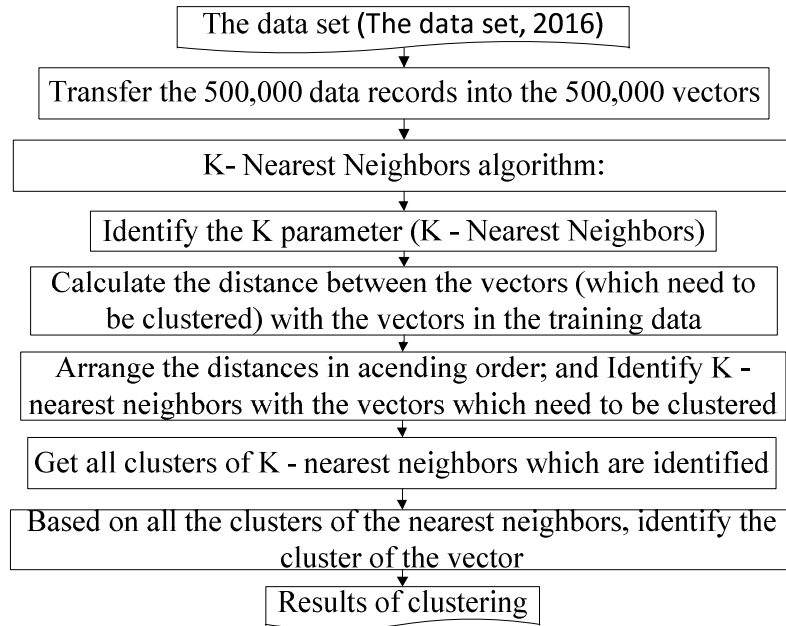 The data set (The data set, 2016)
Transfer the 500,000 data records into the 500,000 vectors
K- Nearest Neighbors algorithm:
Identify the K parameter (K - Nearest Neighbors)
Calculate the distance between the vectors (which need to
be clustered) with the vectors in the training data
Arrange the distances in acending order; and Identify K -
nearest neighbors with the vectors which need to be clustered
Get all clusters of K - nearest neighbors which are identified
Based on all the clusters of the nearest neighbors, identify the
cluster of the vector
Results of clustering